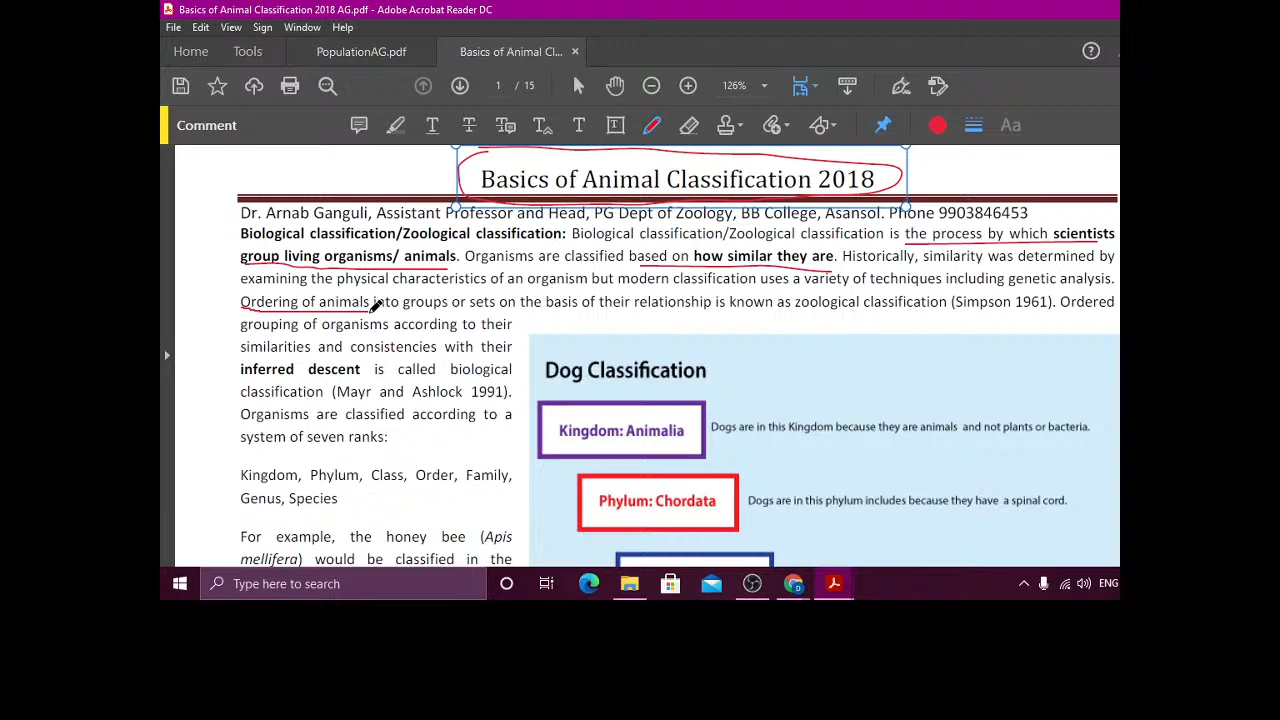 Basics of Animal Classification 2018 AG.pdf - Adobe Acrobat Reader DC
File Edit View Sign Window Help
Home Tools PopulationAG.pdf Basics of Animal Cl... ×
1 / 15 126%
Comment Aa
Basics of Animal Classification 2018
Dr. Arnab Ganguli, Assistant Professor and Head, PG Dept of Zoology, BB College, Asansol. Phone 9903846453
Biological classification/Zoological classification: Biological classification/Zoological classification is the process by which scientists
group living organisms/ animals. Organisms are classified based on how similar they are. Historically, similarity was determined by
examining the physical characteristics of an organism but modern classification uses a variety of techniques including genetic analysis.
Ordering of animals into groups or sets on the basis of their relationship is known as zoological classification (Simpson 1961). Ordered
grouping of organisms according to their
similarities and consistencies with their
inferred descent is called biological
classification (Mayr and Ashlock 1991).
Organisms are classified according to a
system of seven ranks:
Kingdom, Phylum, Class, Order, Family,
Genus, Species
For example, the honey bee (Apis
mellifera) would be classified in the
Dog Classification
Kingdom: Animalia Dogs are in this Kingdom because they are animals and not plants or bacteria.
Phylum: Chordata Dogs are in this phylum includes because they have a spinal cord.
Type here to search
ENG